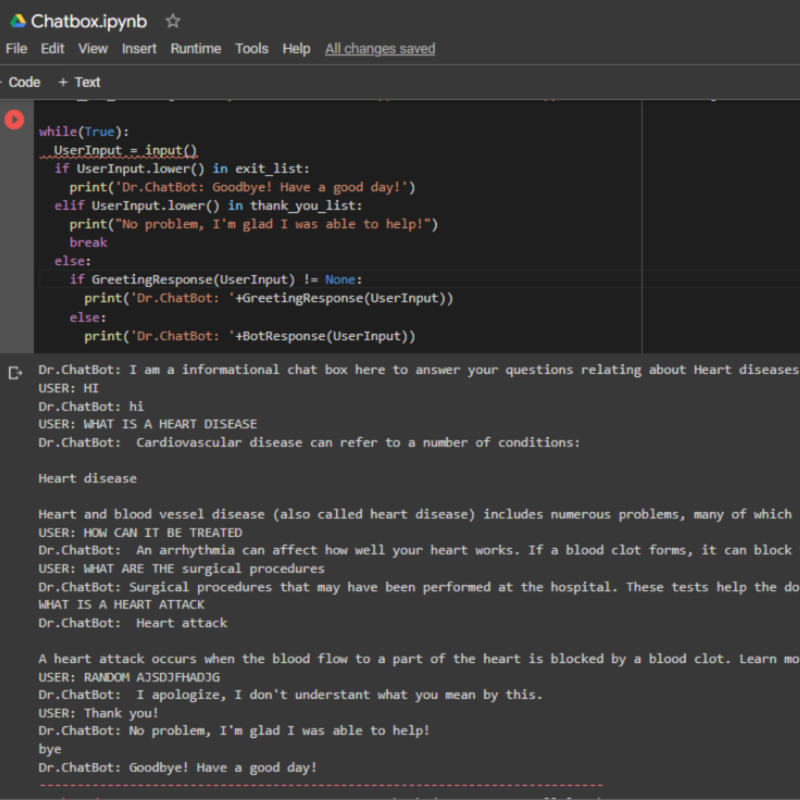 Chatbox.ipynb
File Edit View Insert Runtime Tools Help All changes saved
Code + Text
while(True):
UserInput = input()
if UserInput.lower() in exit_list:
print('Dr.ChatBot: Goodbye! Have a good day!')
elif UserInput.lower() in thank_you_list:
print("No problem, I'm glad I was able to help!")
break
else:
if GreetingResponse(UserInput) != None:
print('Dr.ChatBot: '+GreetingResponse(UserInput))
else:
print('Dr.ChatBot: '+BotResponse(UserInput))
Dr.ChatBot: I am a informational chat box here to answer your questions relating about Heart diseases
USER: HI
Dr.ChatBot: hi
USER: WHAT IS A HEART DISEASE
Dr.ChatBot:  Cardiovascular disease can refer to a number of conditions:
Heart disease
Heart and blood vessel disease (also called heart disease) includes numerous problems, many of which
USER: HOW CAN IT BE TREATED
Dr.ChatBot:  An arrhythmia can affect how well your heart works. If a blood clot forms, it can block
USER: WHAT ARE THE surgical procedures
Dr.ChatBot: Surgical procedures that may have been performed at the hospital. These tests help the do
WHAT IS A HEART ATTACK
Dr.ChatBot:  Heart attack
A heart attack occurs when the blood flow to a part of the heart is blocked by a blood clot. Learn mo
USER: RANDOM AJSDJFHADJG
Dr.ChatBot:  I apologize, I don't understant what you mean by this.
USER: Thank you!
Dr.ChatBot: No problem, I'm glad I was able to help!
bye
Dr.ChatBot: Goodbye! Have a good day!
---------------------------------------------------------------------------